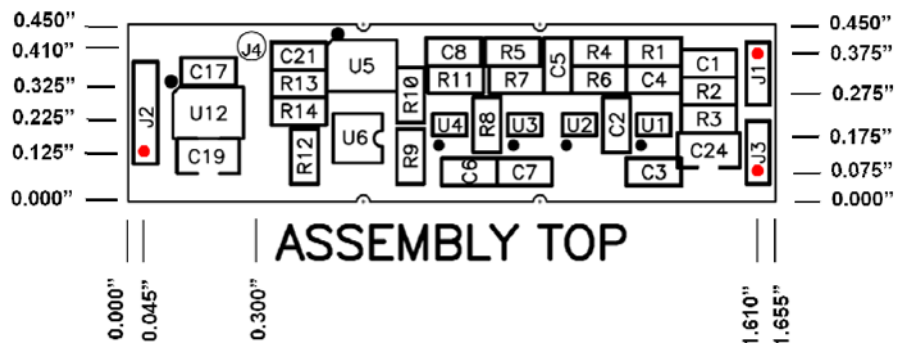 0.450" 0.450"
0.410" J4 C21 U5 C8 R5 C5 R4 R1 J1 0.375"
C17 R13 R11 R7 R6 C4 C1
0.325" R10 R2 0.275"
J2 U12 R14 U6 U4 R8 U3 U2 C2 U1 R3
0.225" 0.175"
0.125" C19 R12 R9 C6 C7 C3 C24 J3 0.075"
0.000" 0.000"
ASSEMBLY TOP
0.000" 0.045" 0.300" 1.610" 1.655"